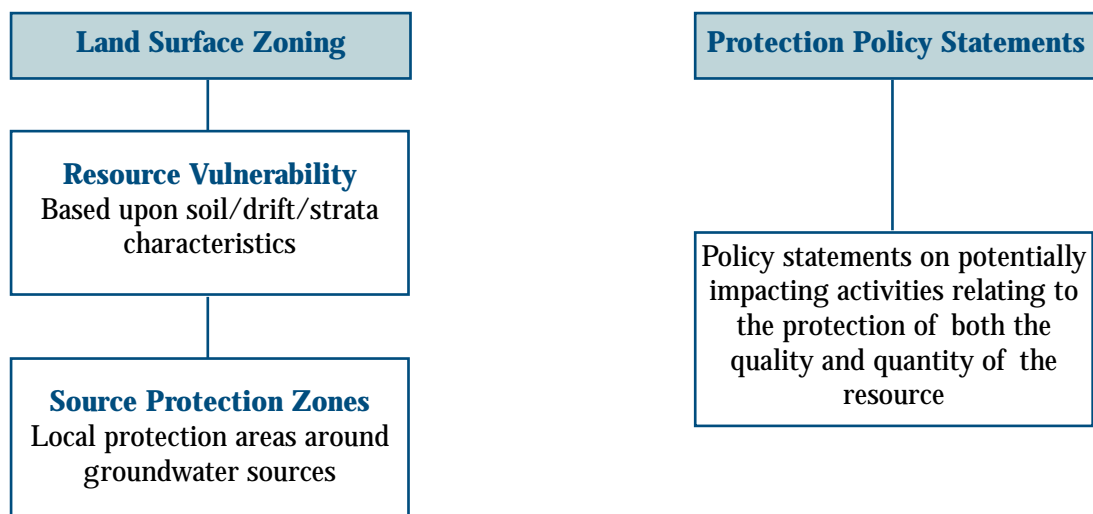 Land Surface Zoning
Resource Vulnerability
Based upon soil/drift/strata
characteristics
Source Protection Zones
Local protection areas around
groundwater sources
Protection Policy Statements
Policy statements on potentially
impacting activities relating to
the protection of both the
quality and quantity of the
resource